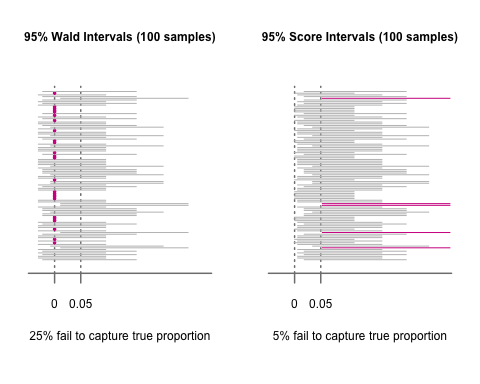 95% Wald Intervals (100 samples)
95% Score Intervals (100 samples)
0 0.05
0 0.05
25% fail to capture true proportion
5% fail to capture true proportion